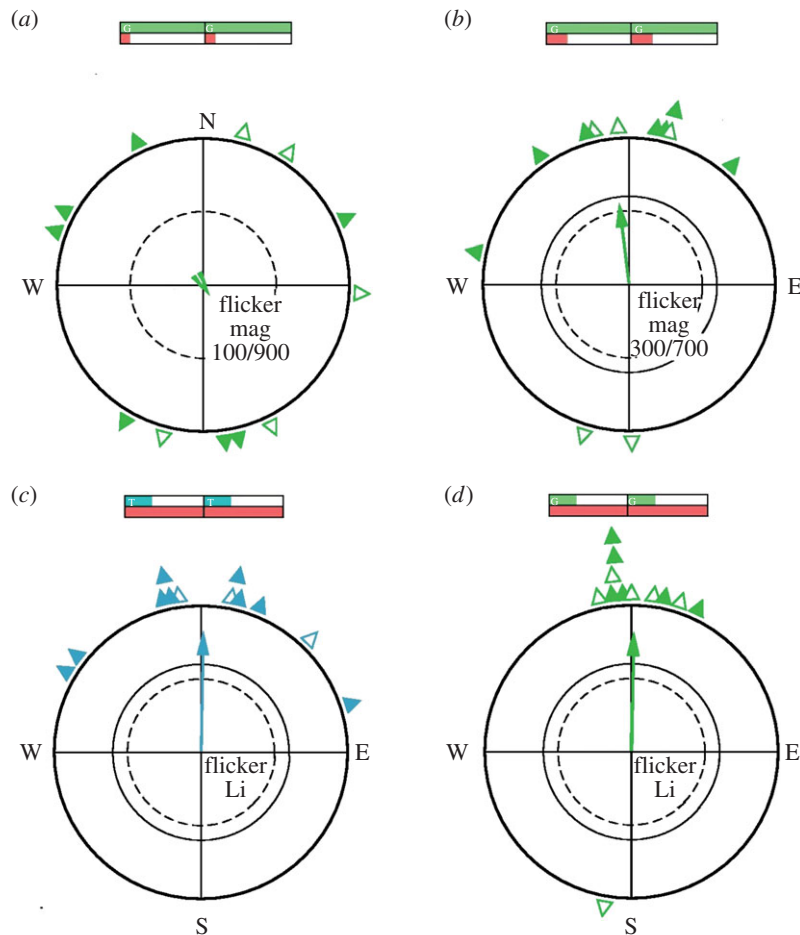 (a)
G G
(b)
G G
N
W
flicker
mag
100/900
W
E
flicker
mag
300/700
(c)
T T
(d)
G G
W
E
flicker
Li
S
W
E
flicker
Li
S